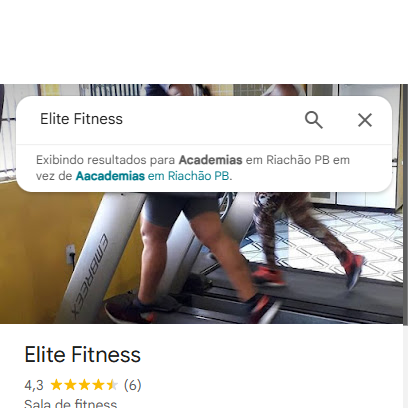 Elite Fitness
Exibindo resultados para Academias em Riachão PB em
vez de Aacademias em Riachão PB.
EMBREEX
Elite Fitness
4,3 (6)
Sala de fitness